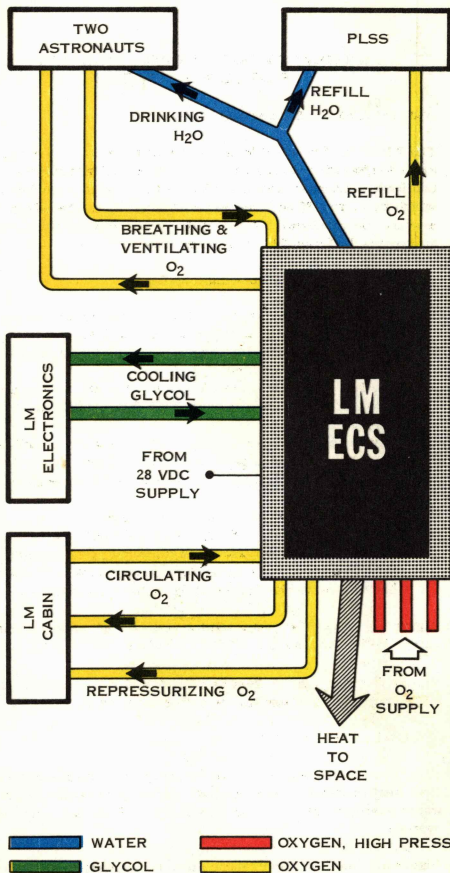 TWO
ASTRONAUTS
PLSS
DRINKING
H2O
REFILL
H2O
REFILL
O2
BREATHING &
VENTILATING
O2
LM
ELECTRONICS
COOLING
GLYCOL
LM
ECS
FROM
28 VDC
SUPPLY
LM
CABIN
CIRCULATING
O2
REPRESSURIZING O2
FROM
O2
SUPPLY
HEAT
TO
SPACE
WATER
OXYGEN, HIGH PRESS
GLYCOL
OXYGEN